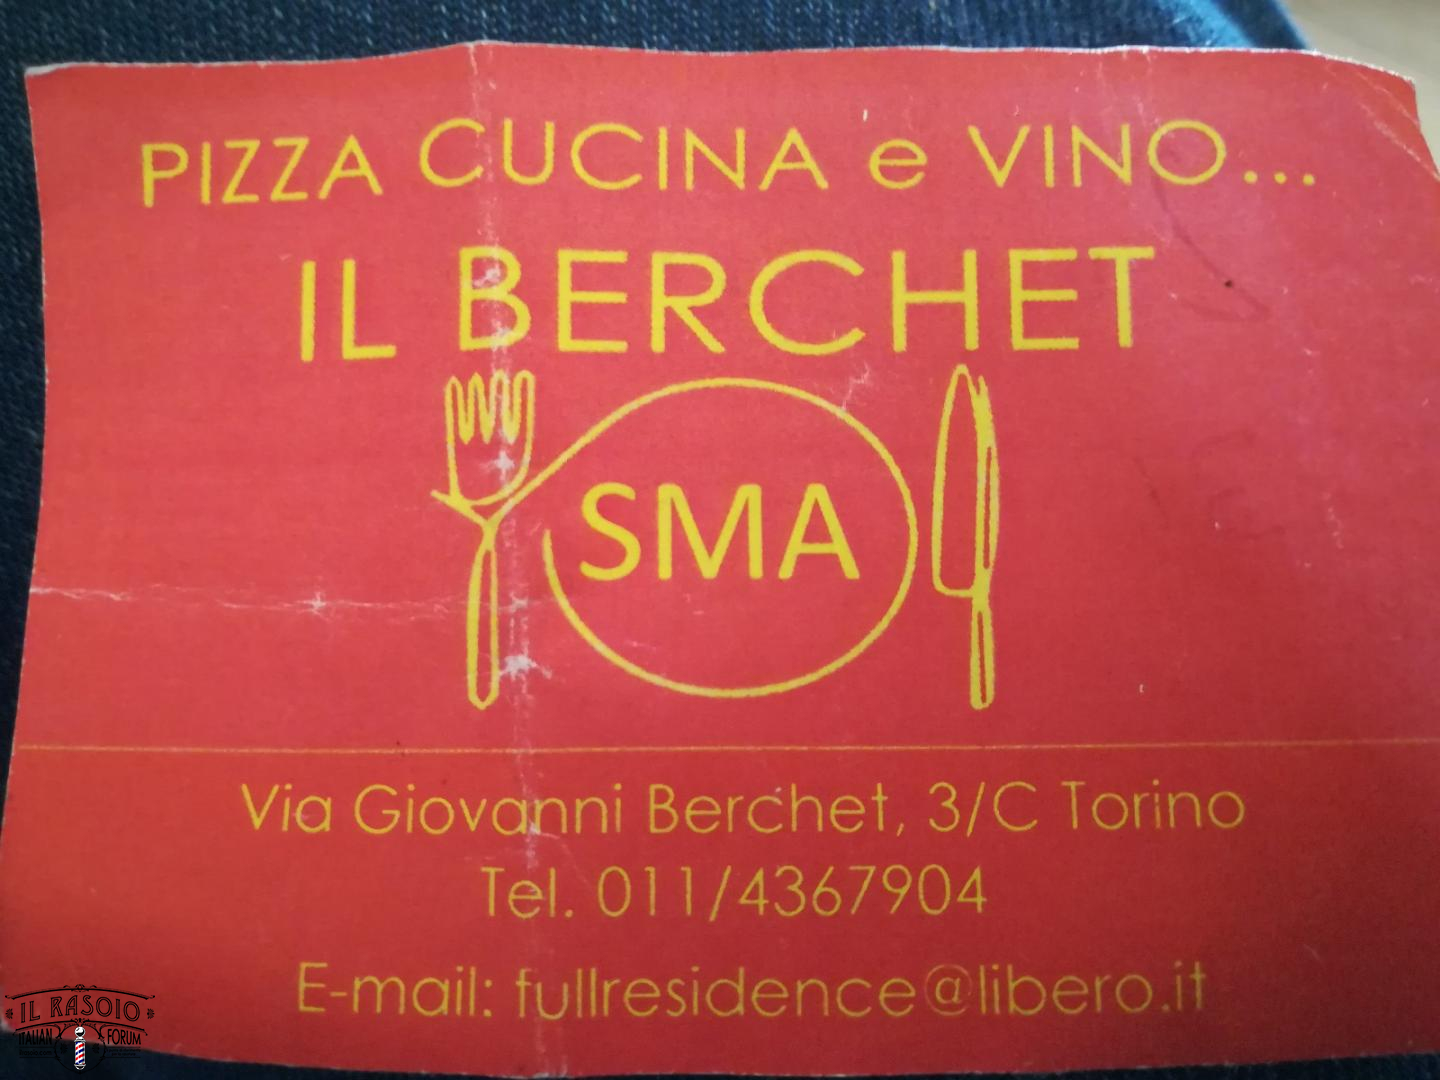 PIZZA CUCINA e VINO...
IL BERCHET
SMA
Via Giovanni Berchet, 3/C Torino
Tel. 011/4367904
E-mail: fullresidence@libero.it
IL RASOIO
ITALIAN FORUM